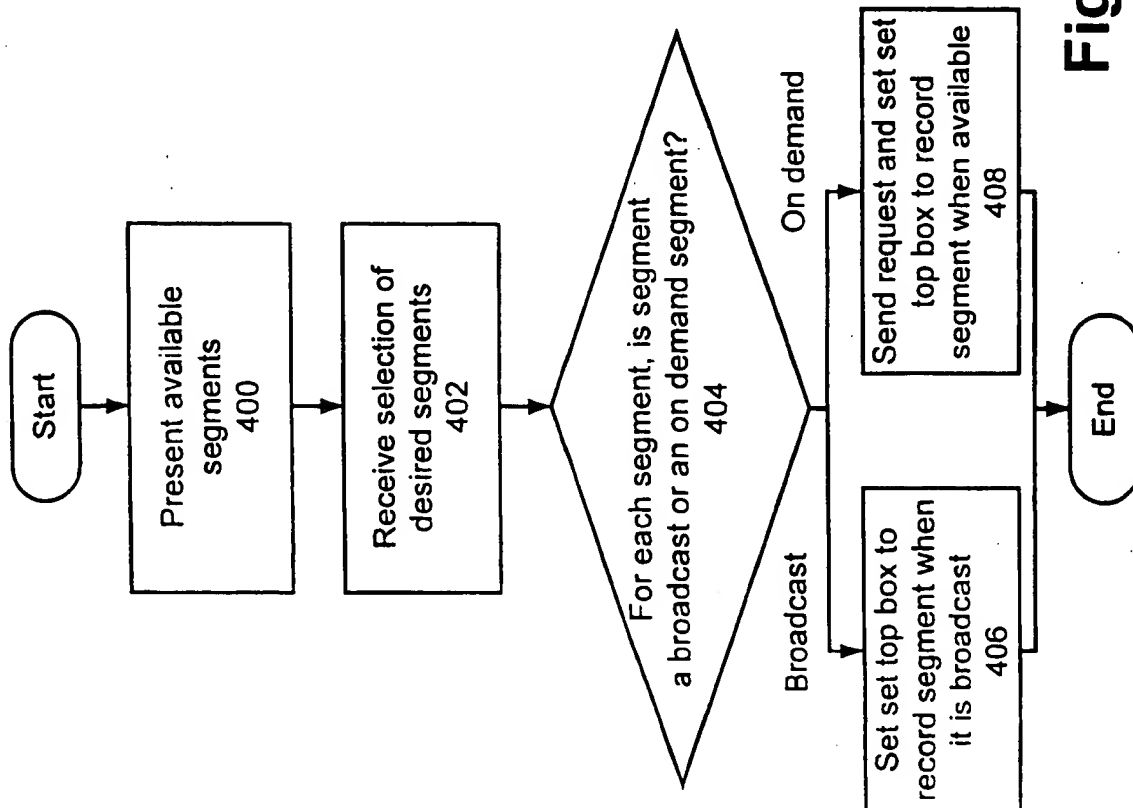 Start
Present available
segments
400
Receive selection of
desired segments
402
For each segment, is segment
a broadcast or an on demand segment?
404
Broadcast
On demand
Set set top box to
record segment when
it is broadcast
406
Send request and set set
top box to record
segment when available
408
End
Fig